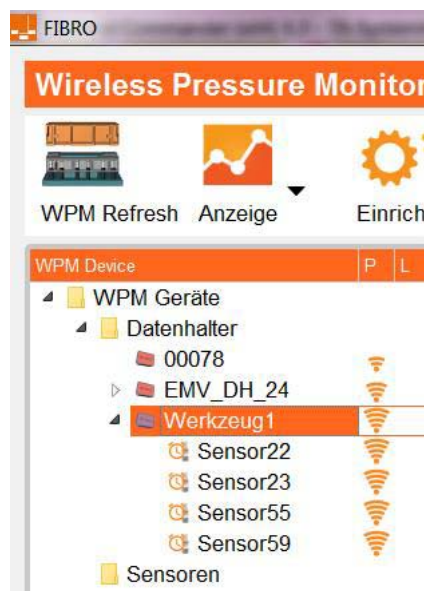 FIBRO
Wireless Pressure Monitor
WPM Refresh Anzeige Einrich
WPM Device P L
WPM Geräte
Datenhalter
00078
EMV_DH_24
Werkzeug1
Sensor22
Sensor23
Sensor55
Sensor59
Sensoren